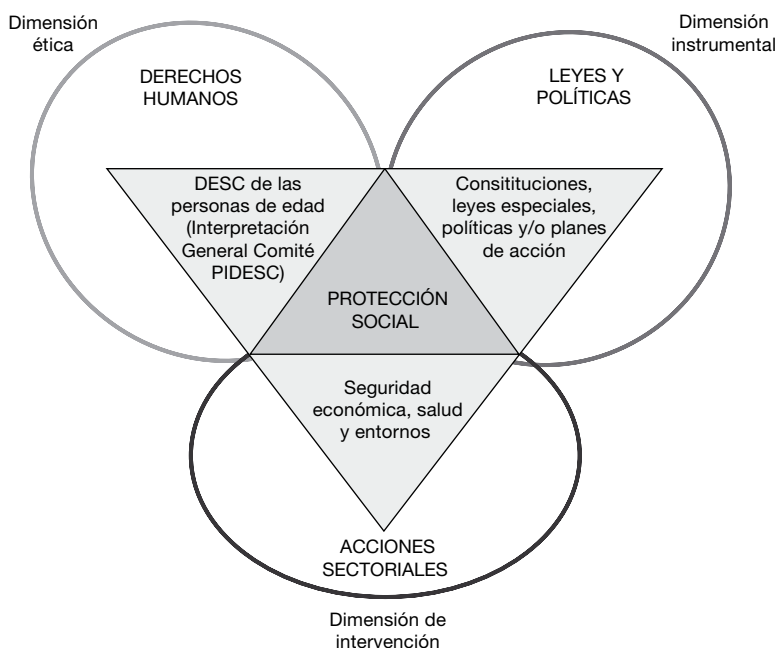 Dimensión
ética
DERECHOS
HUMANOS
Dimensión
instrumental
LEYES Y
POLÍTICAS
DESC de las
personas de edad
(Interpretación
General Comité
PIDESC)
Consitituciones,
leyes especiales,
políticas y/o planes
de acción
PROTECCIÓN
SOCIAL
Seguridad
económica, salud
y entornos
ACCIONES
SECTORIALES
Dimensión de
intervención